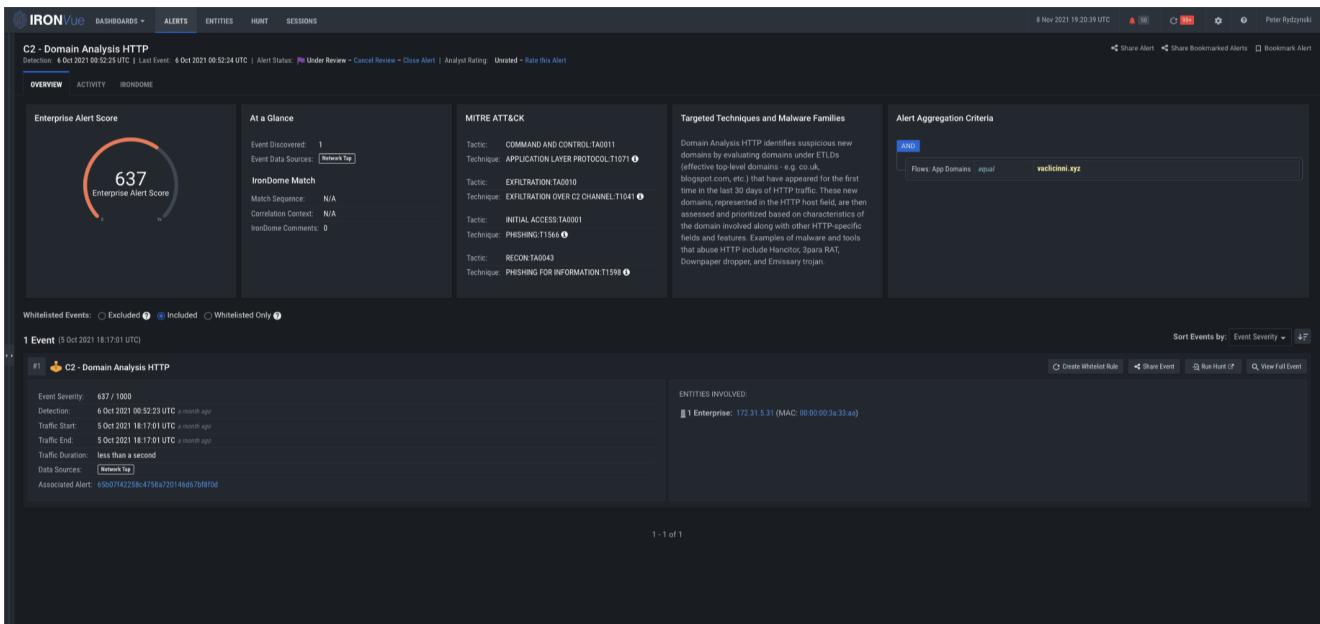 IRONVue DASHBOARDS ALERTS ENTITIES HUNT SESSIONS 8 Nov 2021 19:20:39 UTC 50 99+ Peter Rydzynski
C2 - Domain Analysis HTTP Share Alert Share Bookmarked Alerts Bookmark Alert
Detection: 6 Oct 2021 00:52:25 UTC | Last Event: 6 Oct 2021 00:52:24 UTC | Alert Status: Under Review – Cancel Review – Close Alert | Analyst Rating: Unrated – Rate this Alert
OVERVIEW ACTIVITY IRONDOME
Enterprise Alert Score
637
Enterprise Alert Score
At a Glance
Event Discovered: 1
Event Data Sources: Network Tap
IronDome Match
Match Sequence: N/A
Correlation Context: N/A
IronDome Comments: 0
MITRE ATT&CK
Tactic: COMMAND AND CONTROL:TA0011
Technique: APPLICATION LAYER PROTOCOL:T1071
Tactic: EXFILTRATION:TA0010
Technique: EXFILTRATION OVER C2 CHANNEL:T1041
Tactic: INITIAL ACCESS:TA0001
Technique: PHISHING:T1566
Tactic: RECON:TA0043
Technique: PHISHING FOR INFORMATION:T1598
Targeted Techniques and Malware Families
Domain Analysis HTTP identifies suspicious new
domains by evaluating domains under ETLDs
(effective top-level domains - e.g. co.uk,
blogspot.com, etc.) that have appeared for the first
time in the last 30 days of HTTP traffic. These new
domains, represented in the HTTP host field, are then
assessed and prioritized based on characteristics of
the domain involved along with other HTTP-specific
fields and features. Examples of malware and tools
that abuse HTTP include Hancitor, 3para RAT,
Downpaper dropper, and Emissary trojan.
Alert Aggregation Criteria
AND
Flows: App Domains equal vaclicinni.xyz
Whitelisted Events: Excluded Included Whitelisted Only
1 Event (5 Oct 2021 18:17:01 UTC) Sort Events by: Event Severity
#1 C2 - Domain Analysis HTTP Create Whitelist Rule Share Event Run Hunt View Full Event
Event Severity: 637 / 1000
Detection: 6 Oct 2021 00:52:23 UTC a month ago
Traffic Start: 5 Oct 2021 18:17:01 UTC a month ago
Traffic End: 5 Oct 2021 18:17:01 UTC a month ago
Traffic Duration: less than a second
Data Sources: Network Tap
Associated Alert: 65b07f42258c4758a720146d67bf8f0d
ENTITIES INVOLVED:
1 Enterprise: 172.31.5.31 (MAC: 00:00:00:3a:33:aa)
1 - 1 of 1